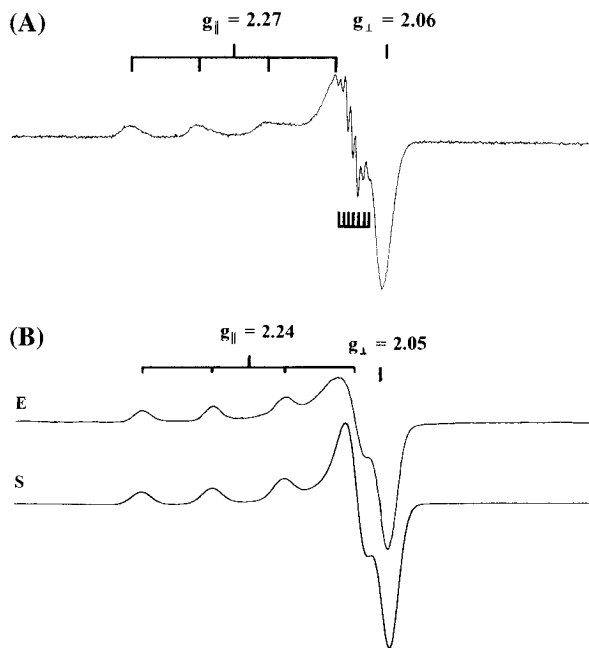 (A)
g∥ = 2.27
g⊥ = 2.06
(B)
g∥ = 2.24
g⊥ = 2.05
E
S